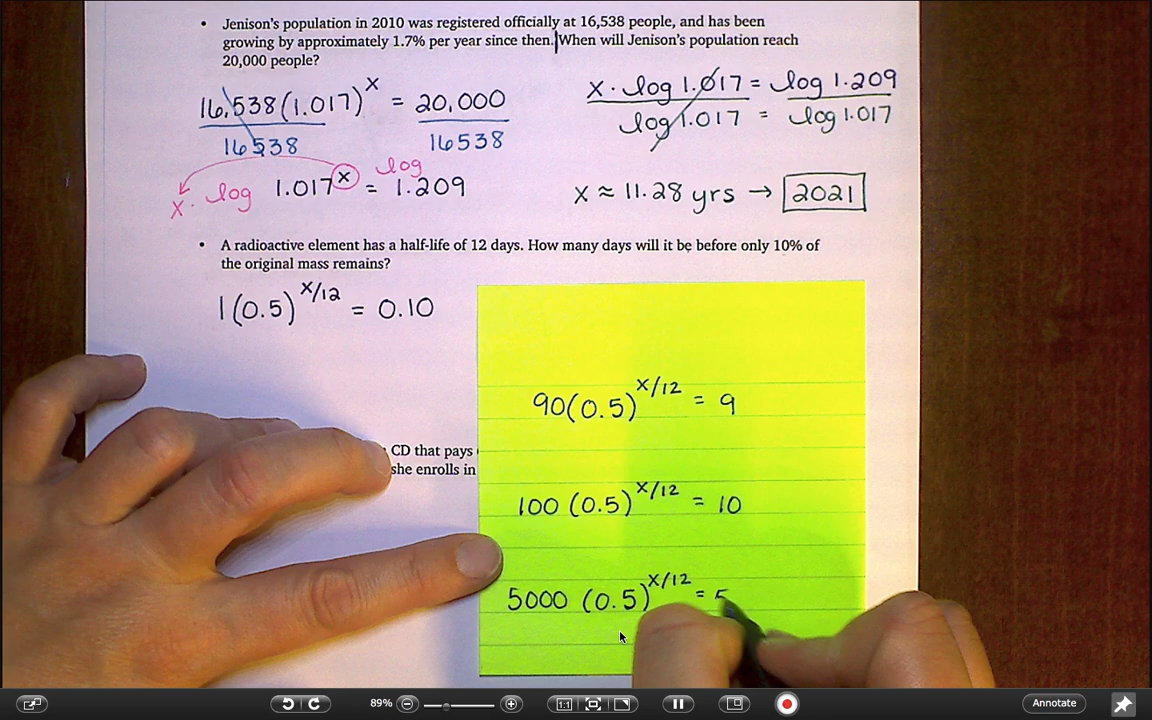 • Jenison's population in 2010 was registered officially at 16,538 people, and has been
growing by approximately 1.7% per year since then. When will Jenison's population reach
20,000 people?
16,538(1.017)^x = 20,000
16538 16538
x · log 1.017^x = log 1.209
x · log 1.017 = log 1.209
log 1.017 = log 1.017
x ≈ 11.28 yrs → 2021
• A radioactive element has a half-life of 12 days. How many days will it be before only 10% of
the original mass remains?
1(0.5)^x/12 = 0.10
90(0.5)^x/12 = 9
100 (0.5)^x/12 = 10
5000 (0.5)^x/12 = 5
CD that pays
she enrolls in
89%
1:1
Annotate